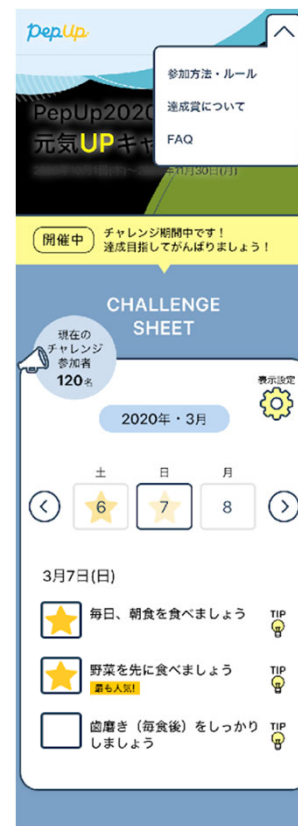 PepUp
参加方法・ルール
達成賞について
FAQ
PepUp2020
元気UPキャ
11月30日(月)
開催中
チャレンジ期間中です!
達成目指してがんばりましょう!
CHALLENGE
SHEET
現在の
チャレンジ
参加者
120名
表示設定
2020年・3月
土 日 月
6 7 8
3月7日(日)
毎日、朝食を食べましょう
TIP
野菜を先に食べましょう
最も人気!
TIP
歯磨き(毎食後)をしっかり
しましょう
TIP